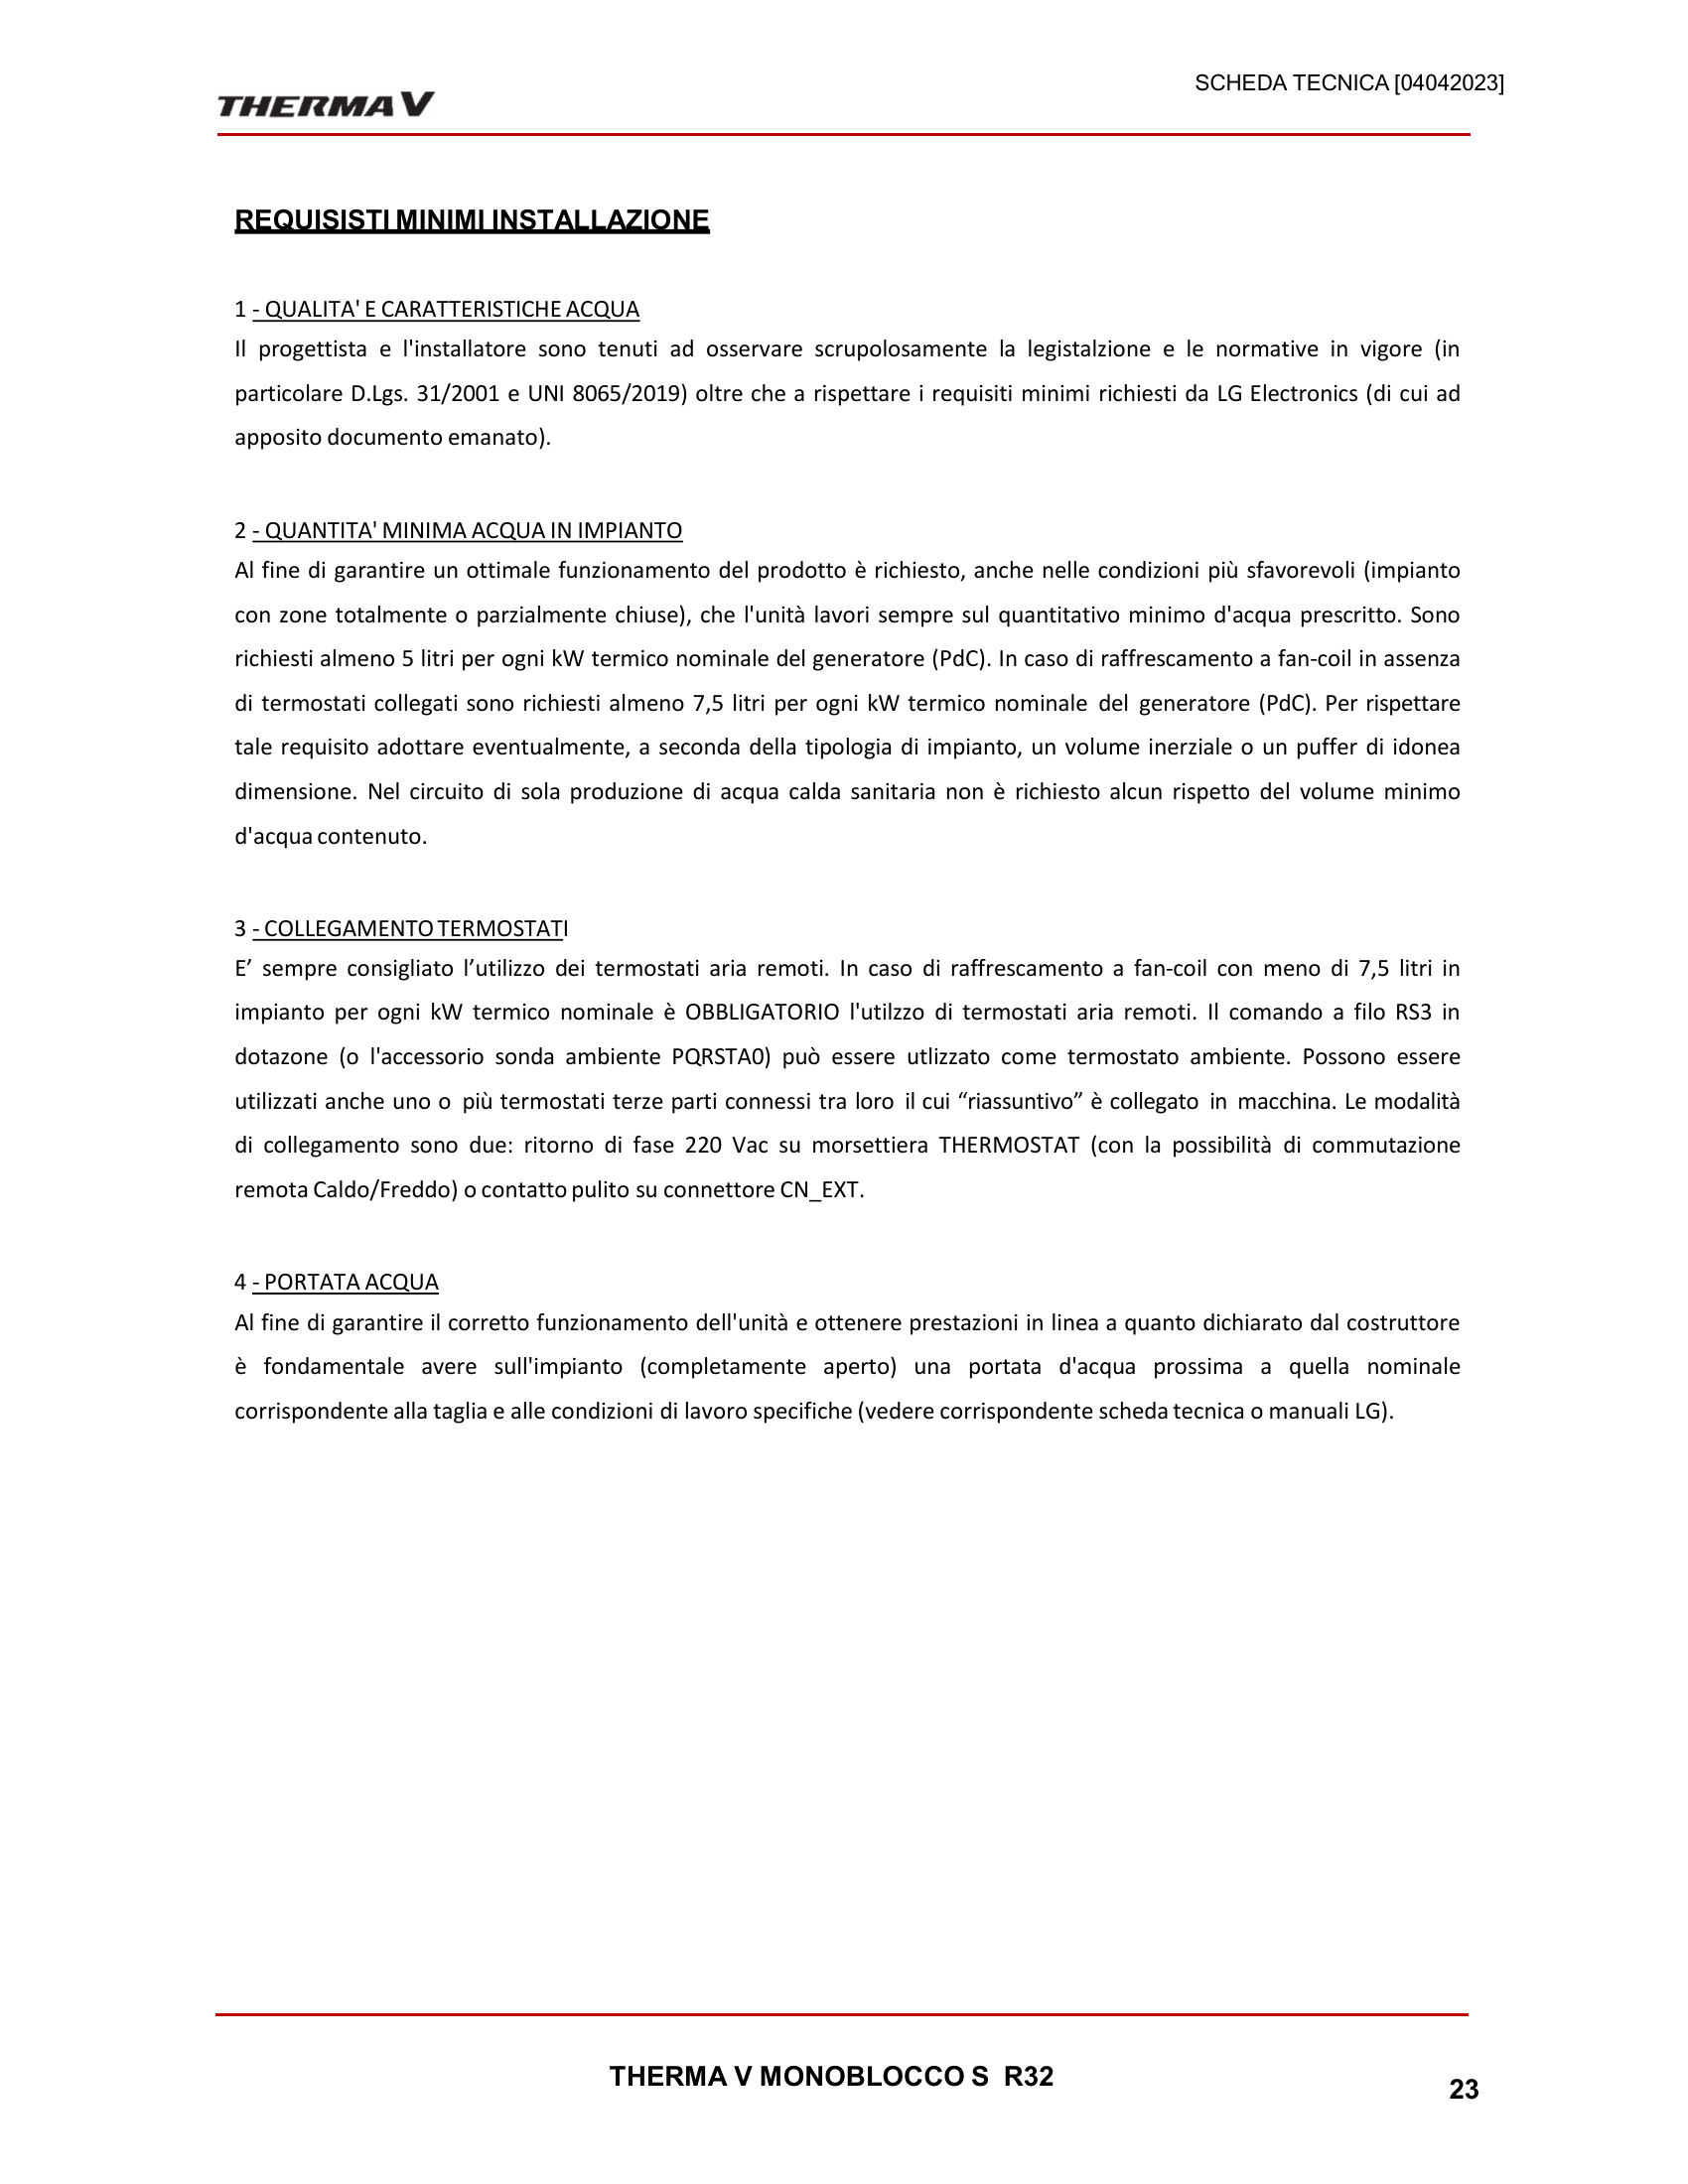 SCHEDA TECNICA [04042023]
THERMA V
REQUISISTI MINIMI INSTALLAZIONE
1 - QUALITA' E CARATTERISTICHE ACQUA
Il progettista e l'installatore sono tenuti ad osservare scrupolosamente la legistalzione e le normative in vigore (in
particolare D.Lgs. 31/2001 e UNI 8065/2019) oltre che a rispettare i requisiti minimi richiesti da LG Electronics (di cui ad
apposito documento emanato).
2 - QUANTITA' MINIMA ACQUA IN IMPIANTO
Al fine di garantire un ottimale funzionamento del prodotto è richiesto, anche nelle condizioni più sfavorevoli (impianto
con zone totalmente o parzialmente chiuse), che l'unità lavori sempre sul quantitativo minimo d'acqua prescritto. Sono
richiesti almeno 5 litri per ogni kW termico nominale del generatore (PdC). In caso di raffrescamento a fan-coil in assenza
di termostati collegati sono richiesti almeno 7,5 litri per ogni kW termico nominale del generatore (PdC). Per rispettare
tale requisito adottare eventualmente, a seconda della tipologia di impianto, un volume inerziale o un puffer di idonea
dimensione. Nel circuito di sola produzione di acqua calda sanitaria non è richiesto alcun rispetto del volume minimo
d'acqua contenuto.
3 - COLLEGAMENTO TERMOSTATI
E’ sempre consigliato l’utilizzo dei termostati aria remoti. In caso di raffrescamento a fan-coil con meno di 7,5 litri in
impianto per ogni kW termico nominale è OBBLIGATORIO l'utilzzo di termostati aria remoti. Il comando a filo RS3 in
dotazone (o l'accessorio sonda ambiente PQRSTA0) può essere utlizzato come termostato ambiente. Possono essere
utilizzati anche uno o più termostati terze parti connessi tra loro il cui “riassuntivo” è collegato in macchina. Le modalità
di collegamento sono due: ritorno di fase 220 Vac su morsettiera THERMOSTAT (con la possibilità di commutazione
remota Caldo/Freddo) o contatto pulito su connettore CN_EXT.
4 - PORTATA ACQUA
Al fine di garantire il corretto funzionamento dell'unità e ottenere prestazioni in linea a quanto dichiarato dal costruttore
è fondamentale avere sull'impianto (completamente aperto) una portata d'acqua prossima a quella nominale
corrispondente alla taglia e alle condizioni di lavoro specifiche (vedere corrispondente scheda tecnica o manuali LG).
THERMA V MONOBLOCCO S R32
23